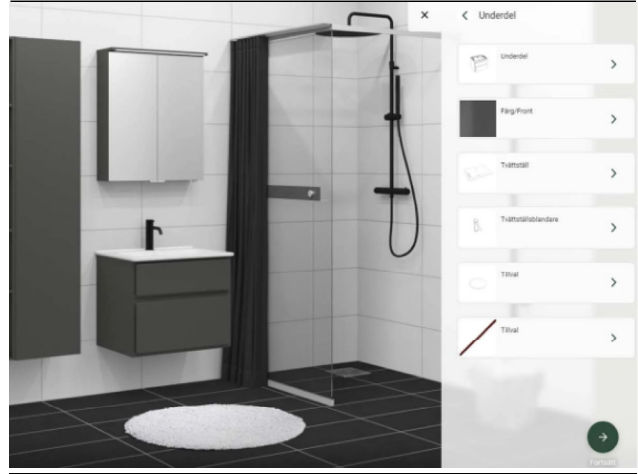 Underdel
Underdel
Färg/Front
Tvättställ
Tvättställsblandare
Tillval
Tillval
Fortsätt